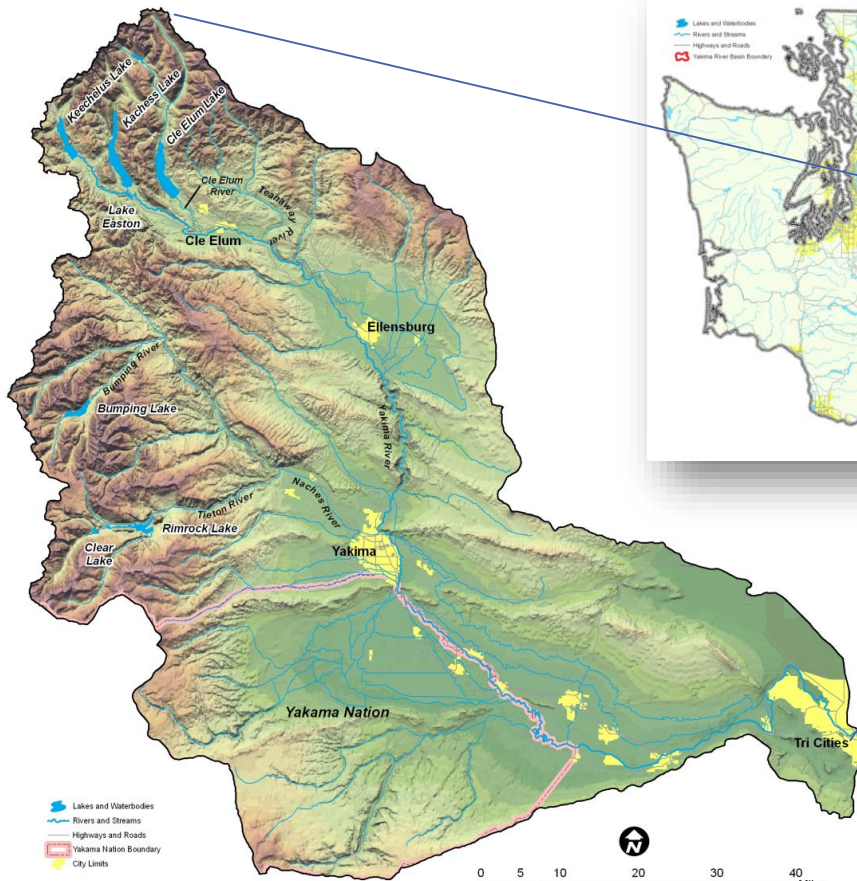 Keechelus Lake
Kachess Lake
Cle Elum Lake
Cle Elum
River
Teanaway
River
Lake
Easton
Cle Elum
Ellensburg
Bumping River
Bumping Lake
Yakima River
Tieton River
Naches River
Rimrock Lake
Clear
Lake
Yakima
Yakama Nation
Tri Cities
Lakes and Waterbodies
Rivers and Streams
Highways and Roads
Yakama Nation Boundary
City Limits
N
0 5 10 20 30 40
Lakes and Waterbodies
Rivers and Streams
Highways and Roads
Yakima River Basin Boundary